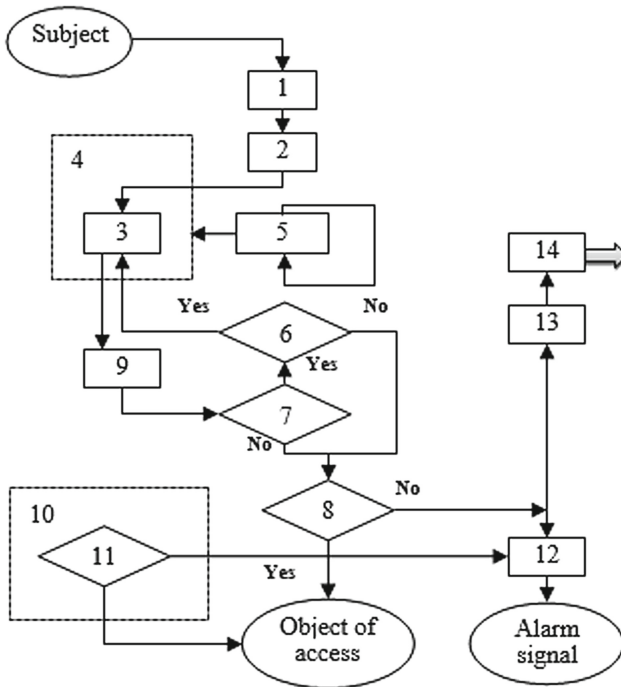 Subject
1
2
4
3
5
14
Yes
No
6
13
9
Yes
7
No
No
8
10
11
12
Yes
Object of
access
Alarm
signal